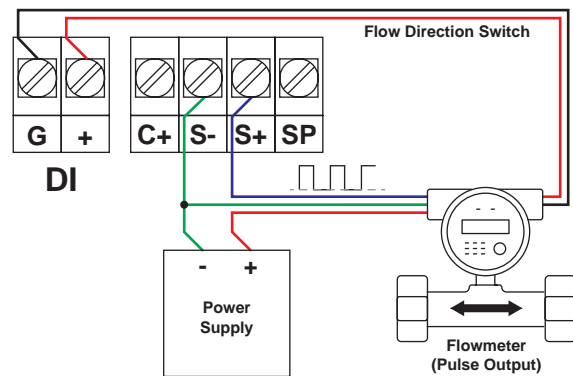 Flow Direction Switch
G + C+ S- S+ SP
DI
- +
Power
Supply
- -
Flowmeter
(Pulse Output)